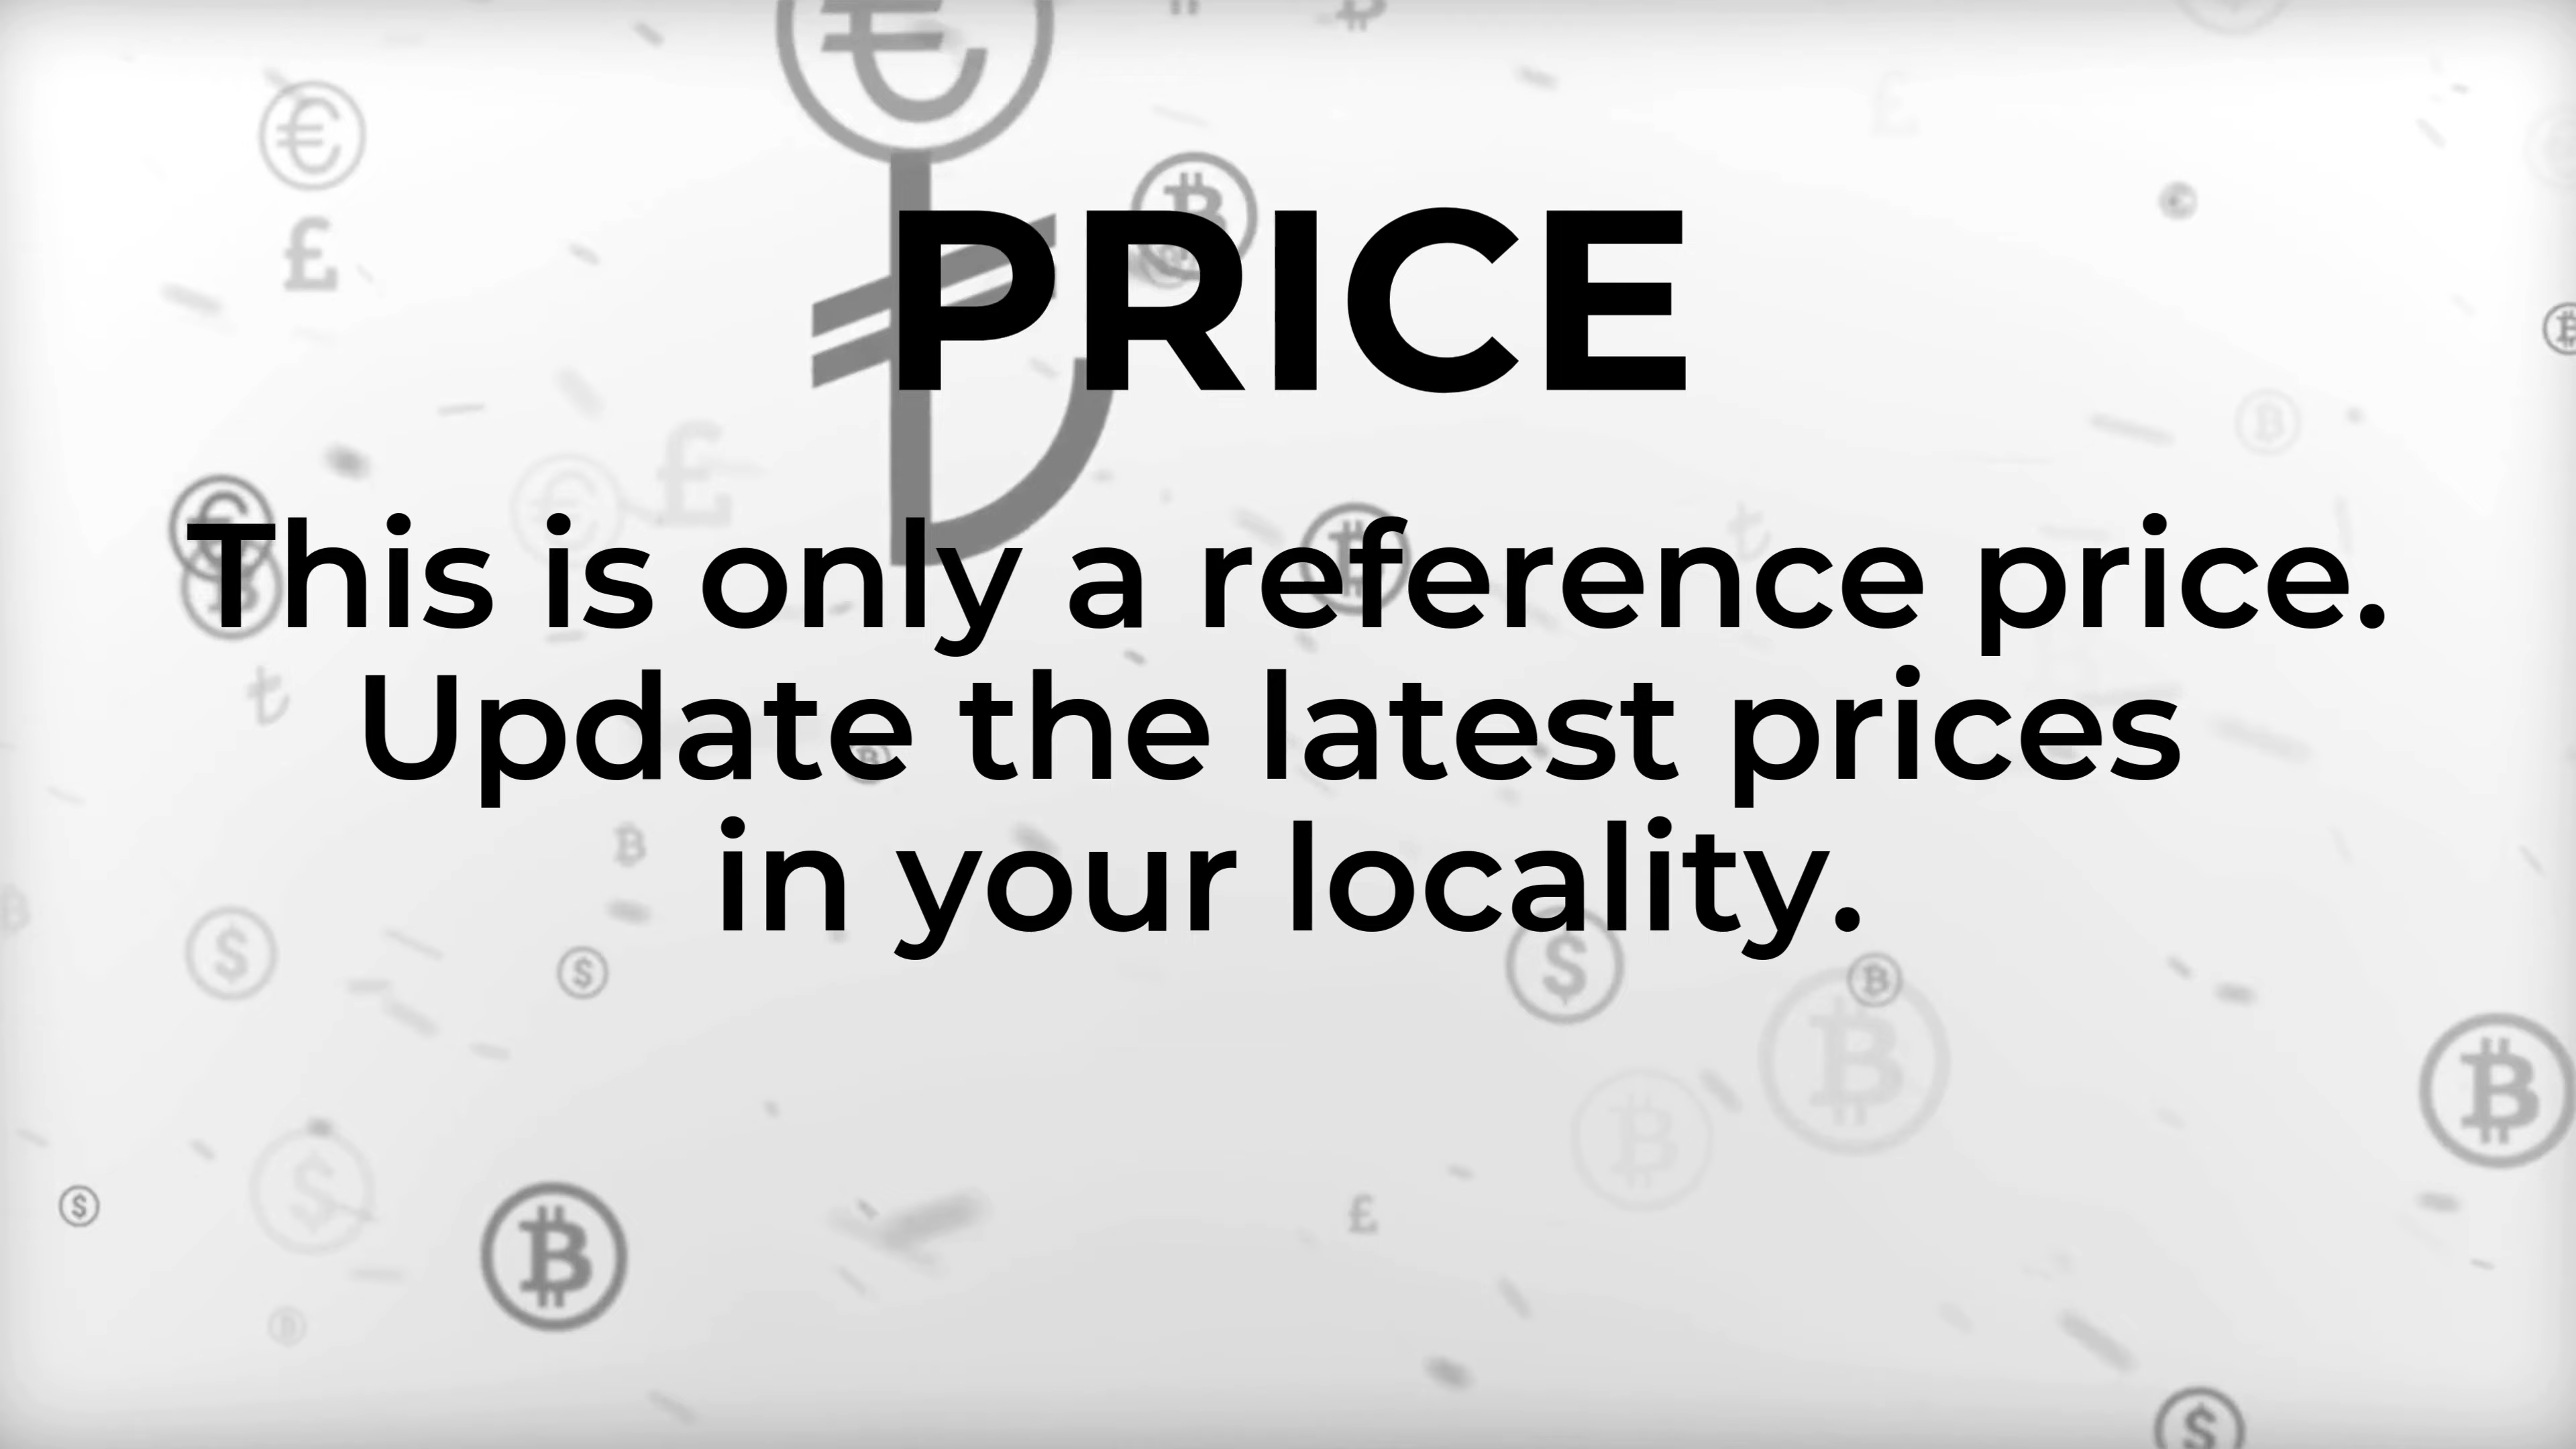 PRICE
This is only a reference price.
Update the latest prices
in your locality.